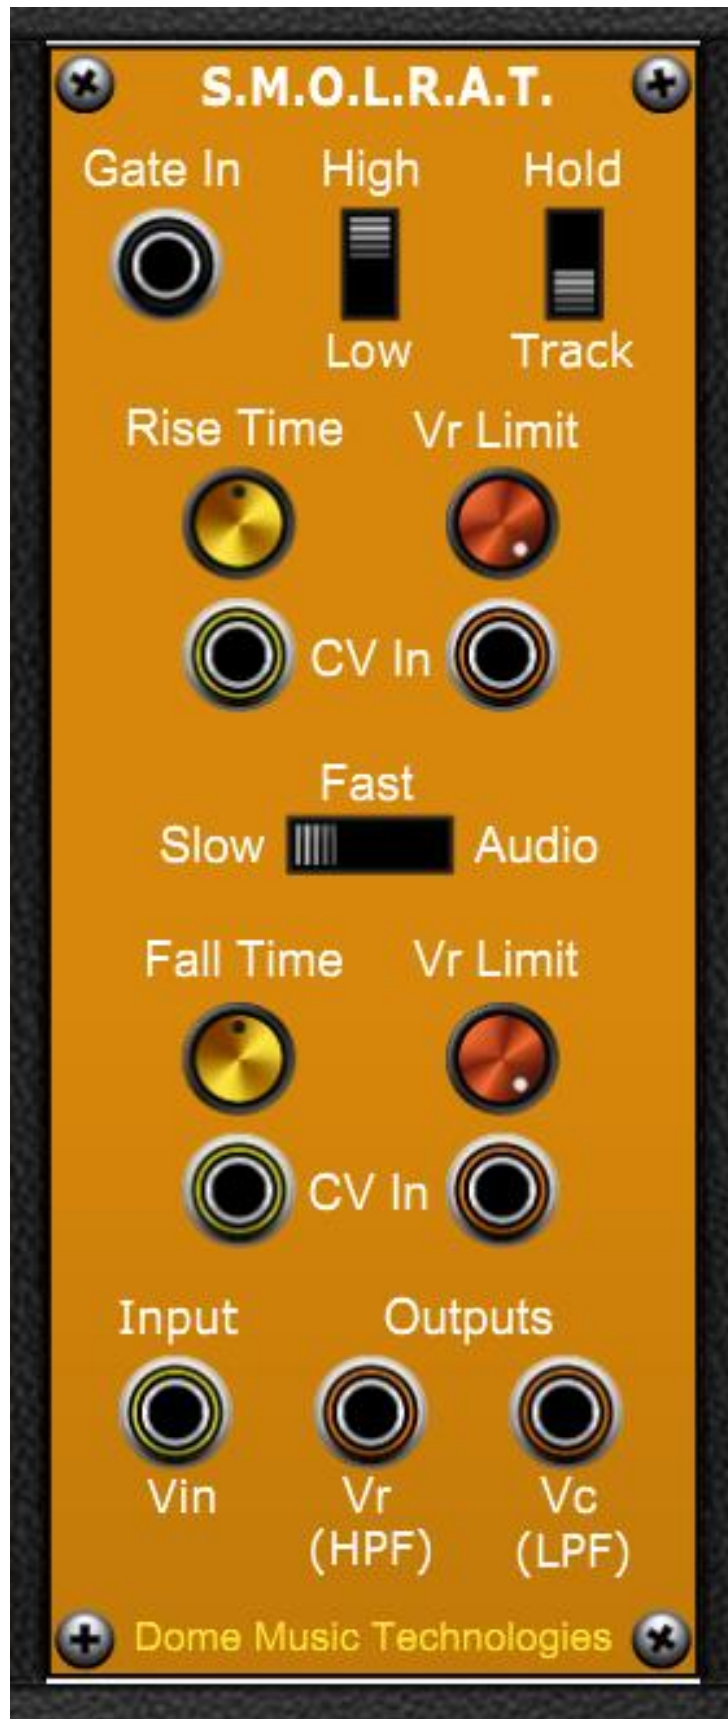 S.M.O.L.R.A.T.
Gate In High Hold
Low Track
Rise Time Vr Limit
CV In
Fast
Slow Audio
Fall Time Vr Limit
CV In
Input Outputs
Vin Vr Vc
(HPF) (LPF)
Dome Music Technologies